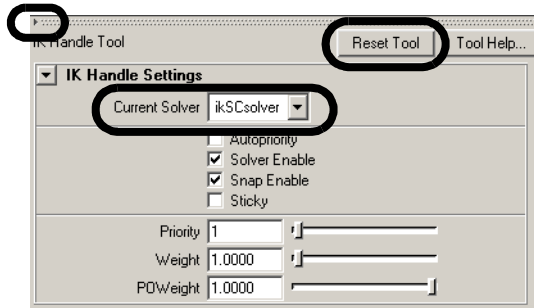 IK Handle Tool Reset Tool Tool Help...
IK Handle Settings
Current Solver ikSCsolver
Autopriority
Solver Enable
Snap Enable
Sticky
Priority 1
Weight 1.0000
POWeight 1.0000